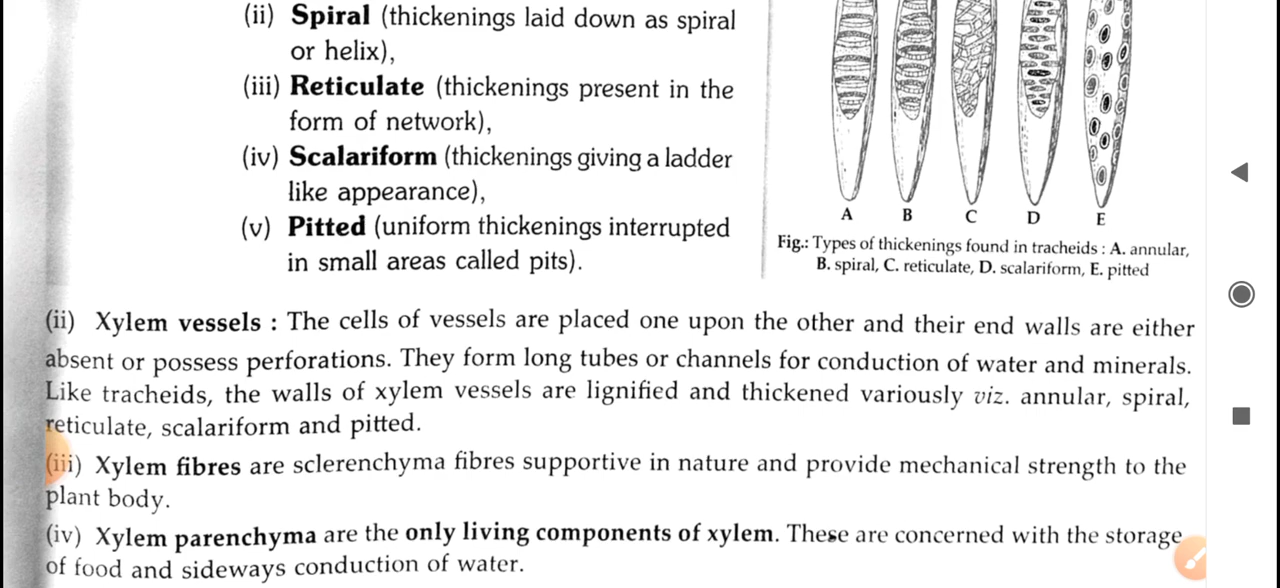 (ii) Spiral (thickenings laid down as spiral
or helix),
(iii) Reticulate (thickenings present in the
form of network),
(iv) Scalariform (thickenings giving a ladder
like appearance),
(v) Pitted (uniform thickenings interrupted
in small areas called pits).
A B C D E
Fig.: Types of thickenings found in tracheids : A. annular,
B. spiral, C. reticulate, D. scalariform, E. pitted
(ii) Xylem vessels : The cells of vessels are placed one upon the other and their end walls are either
absent or possess perforations. They form long tubes or channels for conduction of water and minerals.
Like tracheids, the walls of xylem vessels are lignified and thickened variously viz. annular, spiral,
reticulate, scalariform and pitted.
(iii) Xylem fibres are sclerenchyma fibres supportive in nature and provide mechanical strength to the
plant body.
(iv) Xylem parenchyma are the only living components of xylem. These are concerned with the storage
of food and sideways conduction of water.